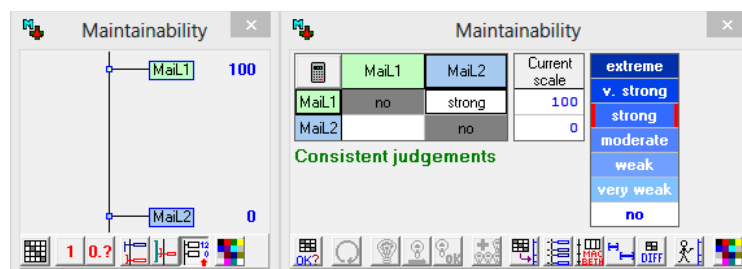 Maintainability ×
MaiL1 100
MaiL2 0
1 0.?
Maintainability ×
MaiL1 MaiL2 Current scale
MaiL1 no strong 100
MaiL2 no 0
Consistent judgements
extreme
v. strong
strong
moderate
weak
very weak
no
OK? OK MAC BETH DIFF